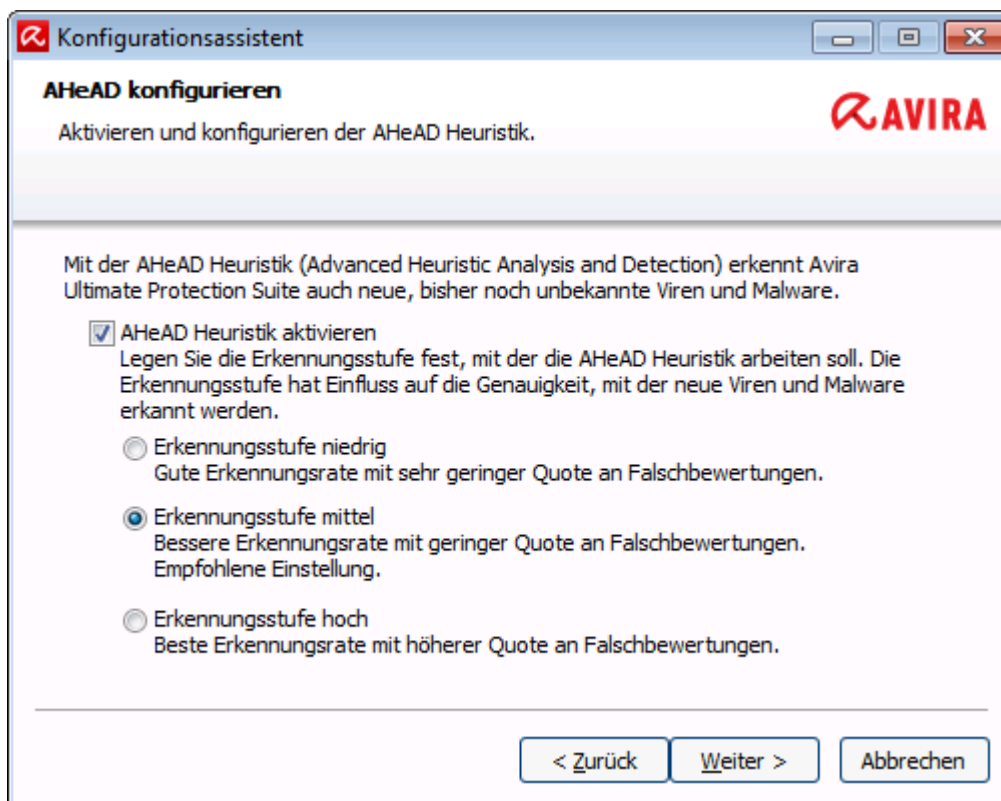 Konfigurationsassistent
AHeAD konfigurieren
Aktivieren und konfigurieren der AHeAD Heuristik.
AVIRA
Mit der AHeAD Heuristik (Advanced Heuristic Analysis and Detection) erkennt Avira
Ultimate Protection Suite auch neue, bisher noch unbekannte Viren und Malware.
AHeAD Heuristik aktivieren
Legen Sie die Erkennungsstufe fest, mit der die AHeAD Heuristik arbeiten soll. Die
Erkennungsstufe hat Einfluss auf die Genauigkeit, mit der neue Viren und Malware
erkannt werden.
Erkennungsstufe niedrig
Gute Erkennungsrate mit sehr geringer Quote an Falschbewertungen.
Erkennungsstufe mittel
Bessere Erkennungsrate mit geringer Quote an Falschbewertungen.
Empfohlene Einstellung.
Erkennungsstufe hoch
Beste Erkennungsrate mit höherer Quote an Falschbewertungen.
< Zurück Weiter > Abbrechen